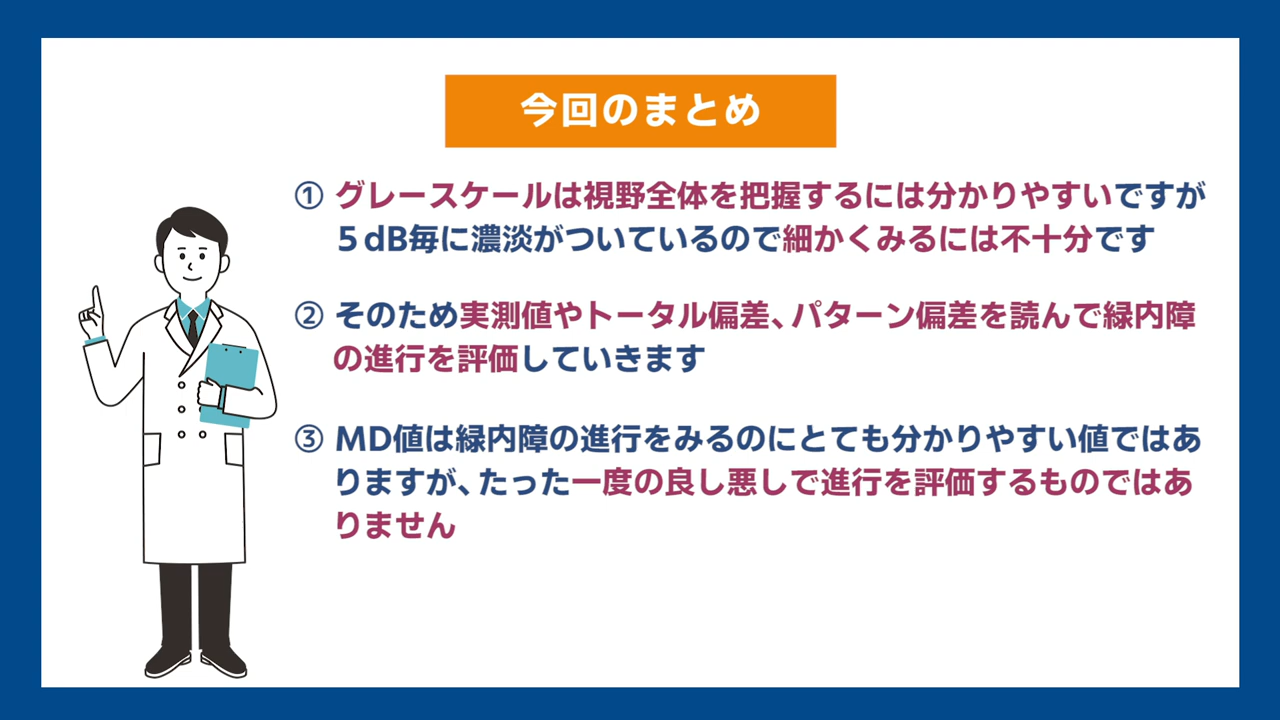 今回のまとめ
① グレースケールは視野全体を把握するには分かりやすいですが
５dB毎に濃淡がついているので細かくみるには不十分です
② そのため実測値やトータル偏差、パターン偏差を読んで緑内障
の進行を評価していきます
③ MD値は緑内障の進行をみるのにとても分かりやすい値ではあ
りますが、たった一度の良し悪しで進行を評価するものではあ
りません